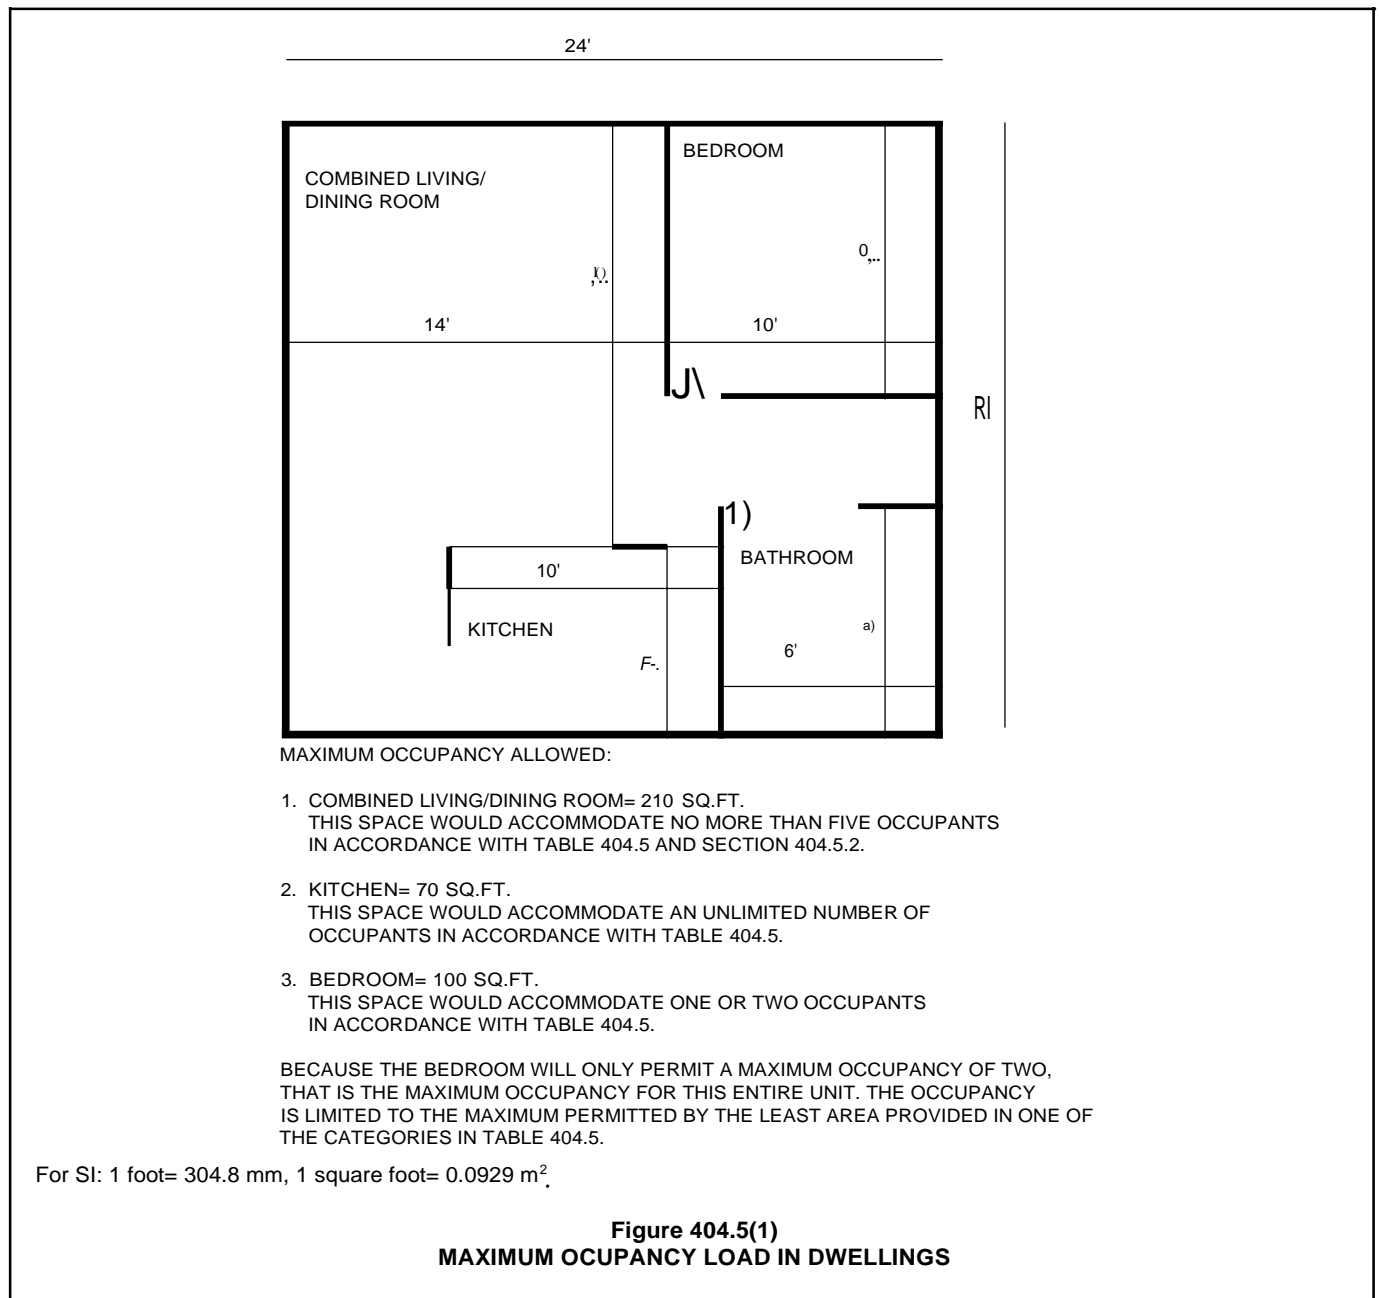 24'
BEDROOM
COMBINED LIVING/
DINING ROOM
14'
10'
RI
1)
BATHROOM
10'
KITCHEN
a)
6'
F-.
MAXIMUM OCCUPANCY ALLOWED:
1. COMBINED LIVING/DINING ROOM= 210 SQ.FT.
THIS SPACE WOULD ACCOMMODATE NO MORE THAN FIVE OCCUPANTS
IN ACCORDANCE WITH TABLE 404.5 AND SECTION 404.5.2.
2. KITCHEN= 70 SQ.FT.
THIS SPACE WOULD ACCOMMODATE AN UNLIMITED NUMBER OF
OCCUPANTS IN ACCORDANCE WITH TABLE 404.5.
3. BEDROOM= 100 SQ.FT.
THIS SPACE WOULD ACCOMMODATE ONE OR TWO OCCUPANTS
IN ACCORDANCE WITH TABLE 404.5.
BECAUSE THE BEDROOM WILL ONLY PERMIT A MAXIMUM OCCUPANCY OF TWO,
THAT IS THE MAXIMUM OCCUPANCY FOR THIS ENTIRE UNIT. THE OCCUPANCY
IS LIMITED TO THE MAXIMUM PERMITTED BY THE LEAST AREA PROVIDED IN ONE OF
THE CATEGORIES IN TABLE 404.5.
For SI: 1 foot= 304.8 mm, 1 square foot= 0.0929 m².
Figure 404.5(1)
MAXIMUM OCUPANCY LOAD IN DWELLINGS